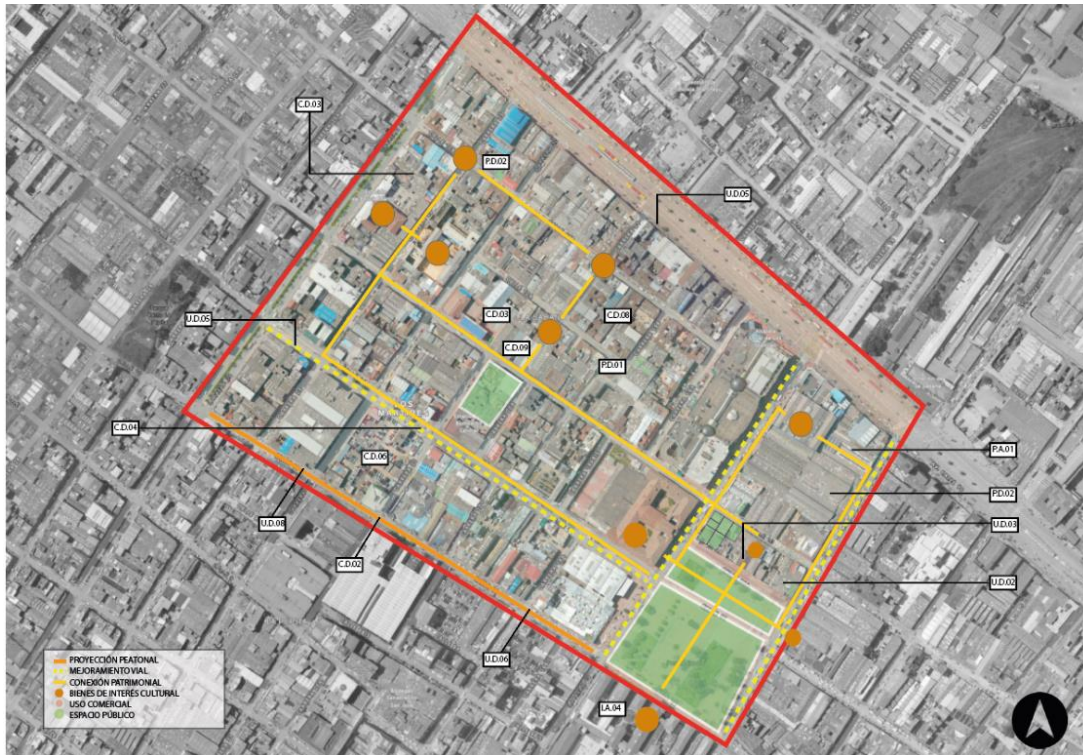 C.D.03
P.D.02
U.D.05
U.D.05
C.D.03
C.D.08
C.D.09
P.D.01
C.D.04
C.D.06
P.A.01
P.D.02
U.D.08
U.D.03
C.D.02
U.D.02
U.D.06
I.A.04
PROYECCIÓN PEATONAL
MEJORAMIENTO VIAL
CONEXIÓN PATRIMONIAL
BIENES DE INTERÉS CULTURAL
USO COMERCIAL
ESPACIO PÚBLICO